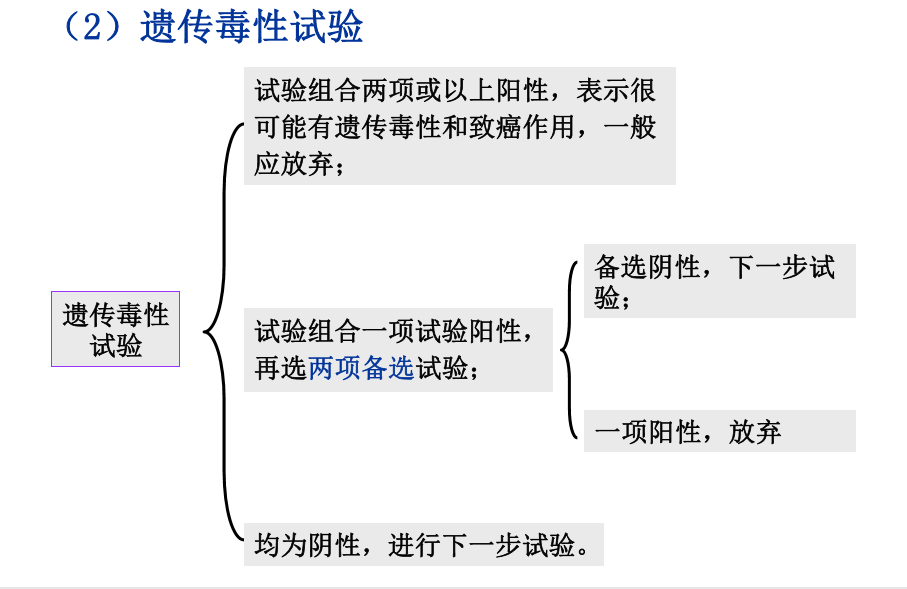 （2）遗传毒性试验
试验组合两项或以上阳性，表示很
可能有遗传毒性和致癌作用，一般
应放弃；
遗传毒性
试验
试验组合一项试验阳性，
再选两项备选试验；
备选阴性，下一步试
验；
一项阳性，放弃
均为阴性，进行下一步试验。